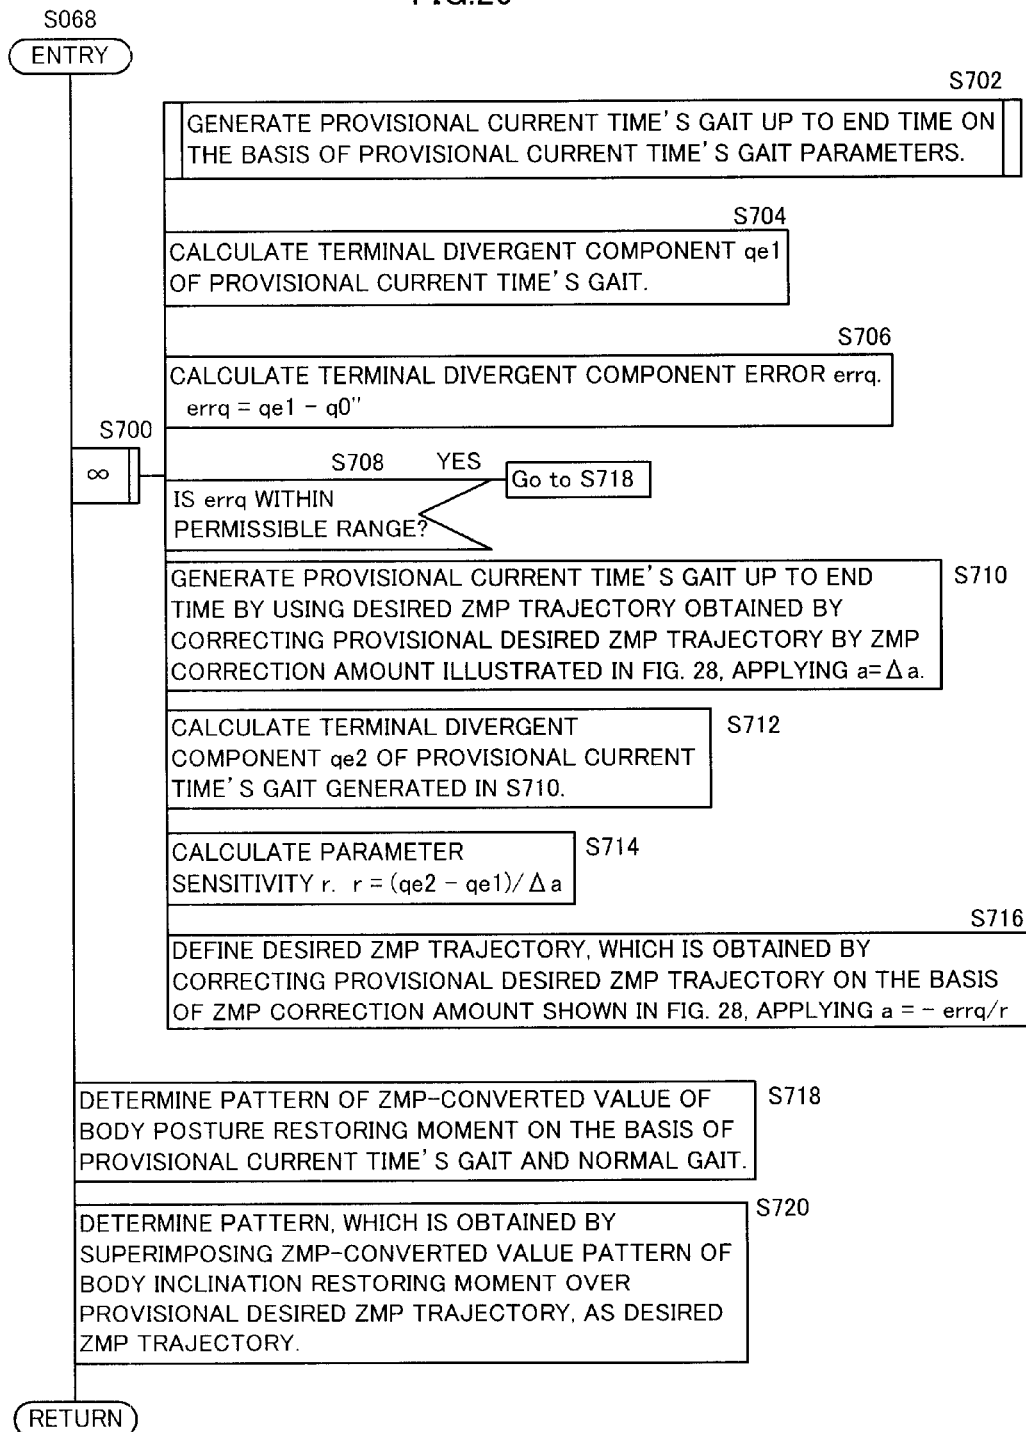 S068
ENTRY
S702
GENERATE PROVISIONAL CURRENT TIME'S GAIT UP TO END TIME ON
THE BASIS OF PROVISIONAL CURRENT TIME'S GAIT PARAMETERS.
S704
CALCULATE TERMINAL DIVERGENT COMPONENT qe1
OF PROVISIONAL CURRENT TIME'S GAIT.
S706
CALCULATE TERMINAL DIVERGENT COMPONENT ERROR errq.
errq = qe1 - q0"
S700
∞
S708 YES
Go to S718
IS errq WITHIN
PERMISSIBLE RANGE?
GENERATE PROVISIONAL CURRENT TIME'S GAIT UP TO END
TIME BY USING DESIRED ZMP TRAJECTORY OBTAINED BY
CORRECTING PROVISIONAL DESIRED ZMP TRAJECTORY BY ZMP
CORRECTION AMOUNT ILLUSTRATED IN FIG. 28, APPLYING a=Δa.
S710
CALCULATE TERMINAL DIVERGENT
COMPONENT qe2 OF PROVISIONAL CURRENT
TIME'S GAIT GENERATED IN S710.
S712
CALCULATE PARAMETER
SENSITIVITY r. r = (qe2 - qe1)/Δa
S714
S716
DEFINE DESIRED ZMP TRAJECTORY, WHICH IS OBTAINED BY
CORRECTING PROVISIONAL DESIRED ZMP TRAJECTORY ON THE BASIS
OF ZMP CORRECTION AMOUNT SHOWN IN FIG. 28, APPLYING a = - errq/r
DETERMINE PATTERN OF ZMP-CONVERTED VALUE OF
BODY POSTURE RESTORING MOMENT ON THE BASIS OF
PROVISIONAL CURRENT TIME'S GAIT AND NORMAL GAIT.
S718
DETERMINE PATTERN, WHICH IS OBTAINED BY
SUPERIMPOSING ZMP-CONVERTED VALUE PATTERN OF
BODY INCLINATION RESTORING MOMENT OVER
PROVISIONAL DESIRED ZMP TRAJECTORY, AS DESIRED
ZMP TRAJECTORY.
S720
RETURN